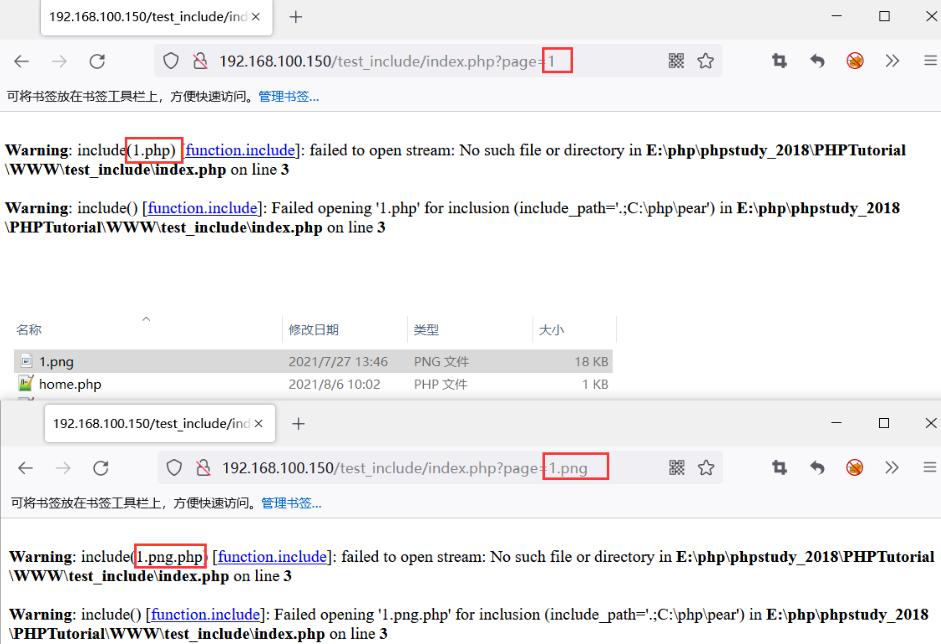 192.168.100.150/test_include/ind
192.168.100.150/test_include/index.php?page=1
可将书签放在书签工具栏上，方便快速访问。管理书签...
Warning: include(1.php) [function.include]: failed to open stream: No such file or directory in E:\php\phpstudy_2018\PHPTutorial
\WWW\test_include\index.php on line 3
Warning: include() [function.include]: Failed opening '1.php' for inclusion (include_path='.;C:\php\pear') in E:\php\phpstudy_2018
\PHPTutorial\WWW\test_include\index.php on line 3
名称 修改日期 类型 大小
1.png 2021/7/27 13:46 PNG 文件 18 KB
home.php 2021/8/6 10:02 PHP 文件 1 KB
192.168.100.150/test_include/ind
192.168.100.150/test_include/index.php?page=1.png
可将书签放在书签工具栏上，方便快速访问。管理书签...
Warning: include(1.png.php) [function.include]: failed to open stream: No such file or directory in E:\php\phpstudy_2018\PHPTutorial
\WWW\test_include\index.php on line 3
Warning: include() [function.include]: Failed opening '1.png.php' for inclusion (include_path='.;C:\php\pear') in E:\php\phpstudy_2018
\PHPTutorial\WWW\test_include\index.php on line 3